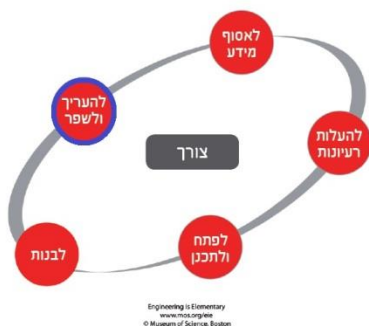 לאסוף
מידע
להעלות
רעיונות
לפתח
ולתכנן
לבנות
להעריך
ולשפר
צורך
Engineering is Elementary
www.mos.org/eie
© Museum of Science, Boston